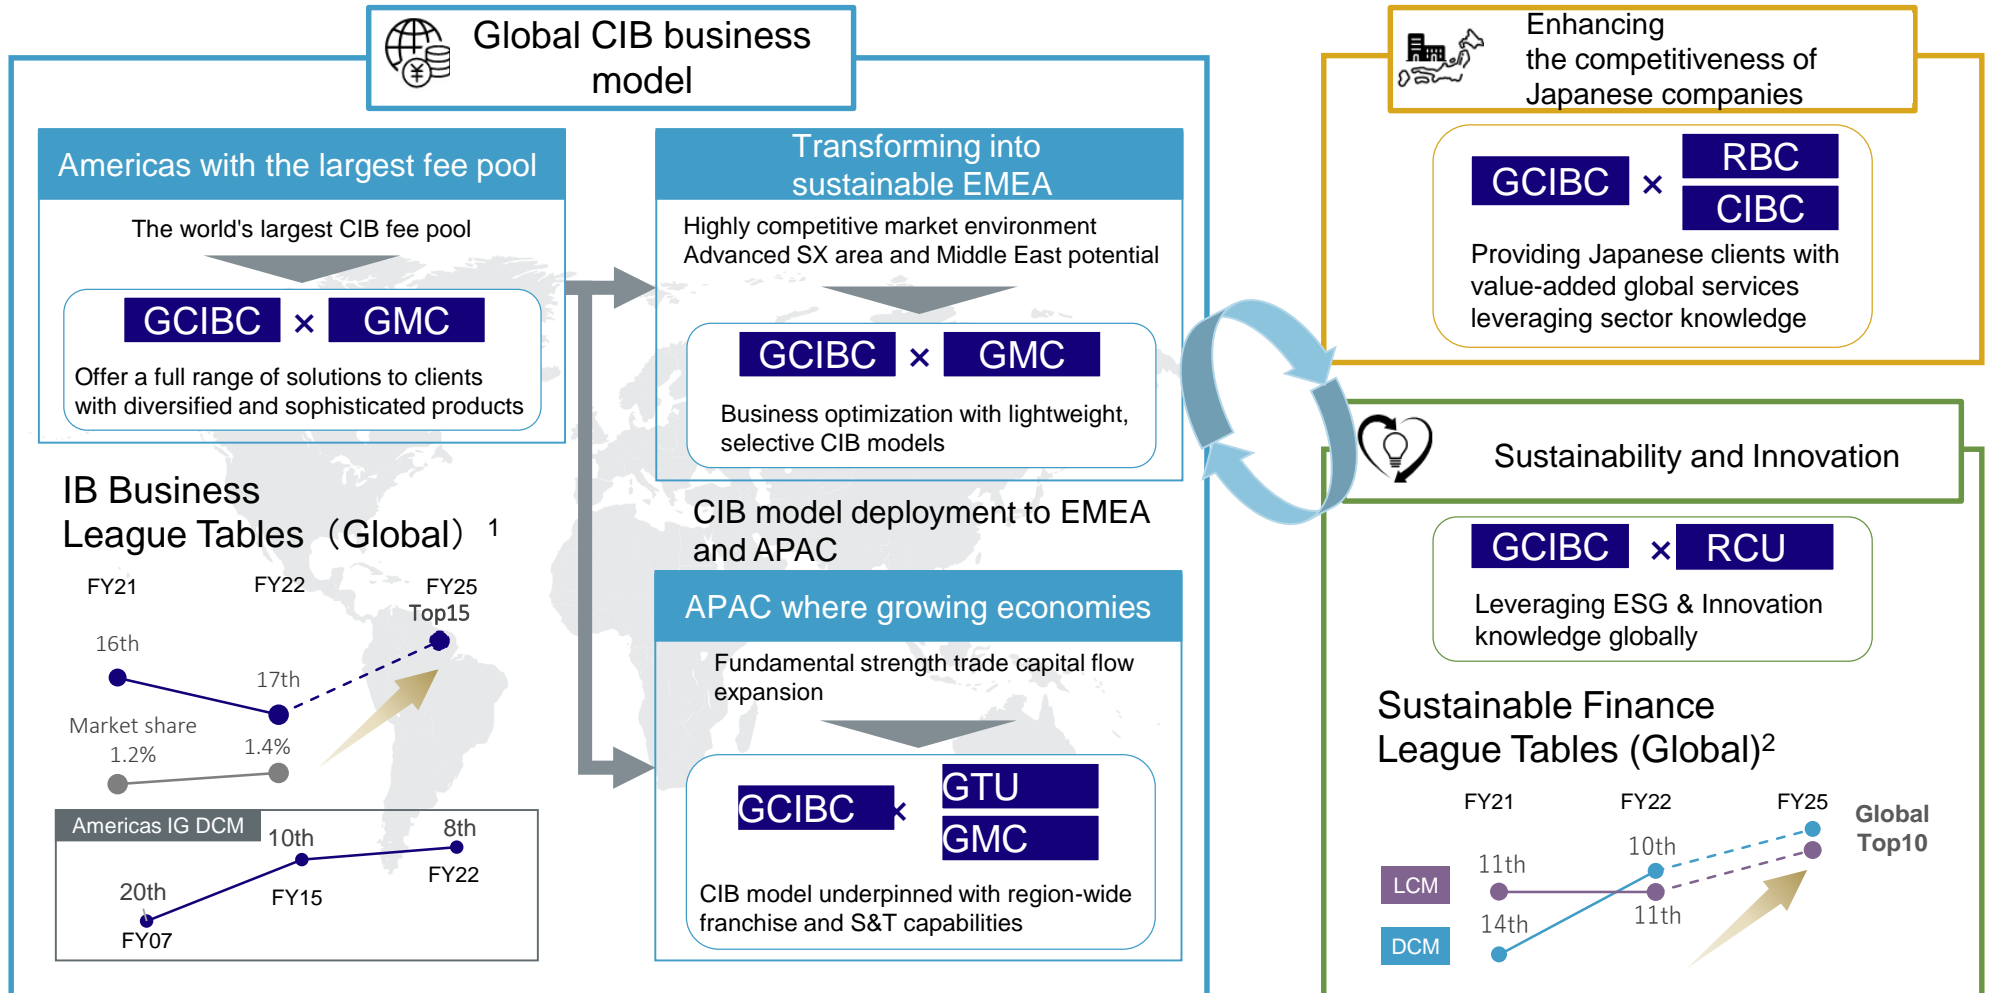 Global CIB business
model
Americas with the largest fee pool
The world's largest CIB fee pool
GCIBC × GMC
Offer a full range of solutions to clients
with diversified and sophisticated products
IB Business
League Tables（Global）1
FY21 FY22 FY25
Top15
16th
17th
Market share
1.2%
1.4%
Americas IG DCM
20th
FY07
10th
FY15
8th
FY22
Transforming into
sustainable EMEA
Highly competitive market environment
Advanced SX area and Middle East potential
GCIBC × GMC
Business optimization with lightweight,
selective CIB models
CIB model deployment to EMEA
and APAC
APAC where growing economies
Fundamental strength trade capital flow
expansion
GCIBC × GTU
GMC
CIB model underpinned with region-wide
franchise and S&T capabilities
Enhancing
the competitiveness of
Japanese companies
GCIBC × RBC
CIBC
Providing Japanese clients with
value-added global services
leveraging sector knowledge
Sustainability and Innovation
GCIBC × RCU
Leveraging ESG & Innovation
knowledge globally
Sustainable Finance
League Tables (Global)2
FY21 FY22 FY25
Global
Top10
LCM
11th
11th
DCM
14th
10th